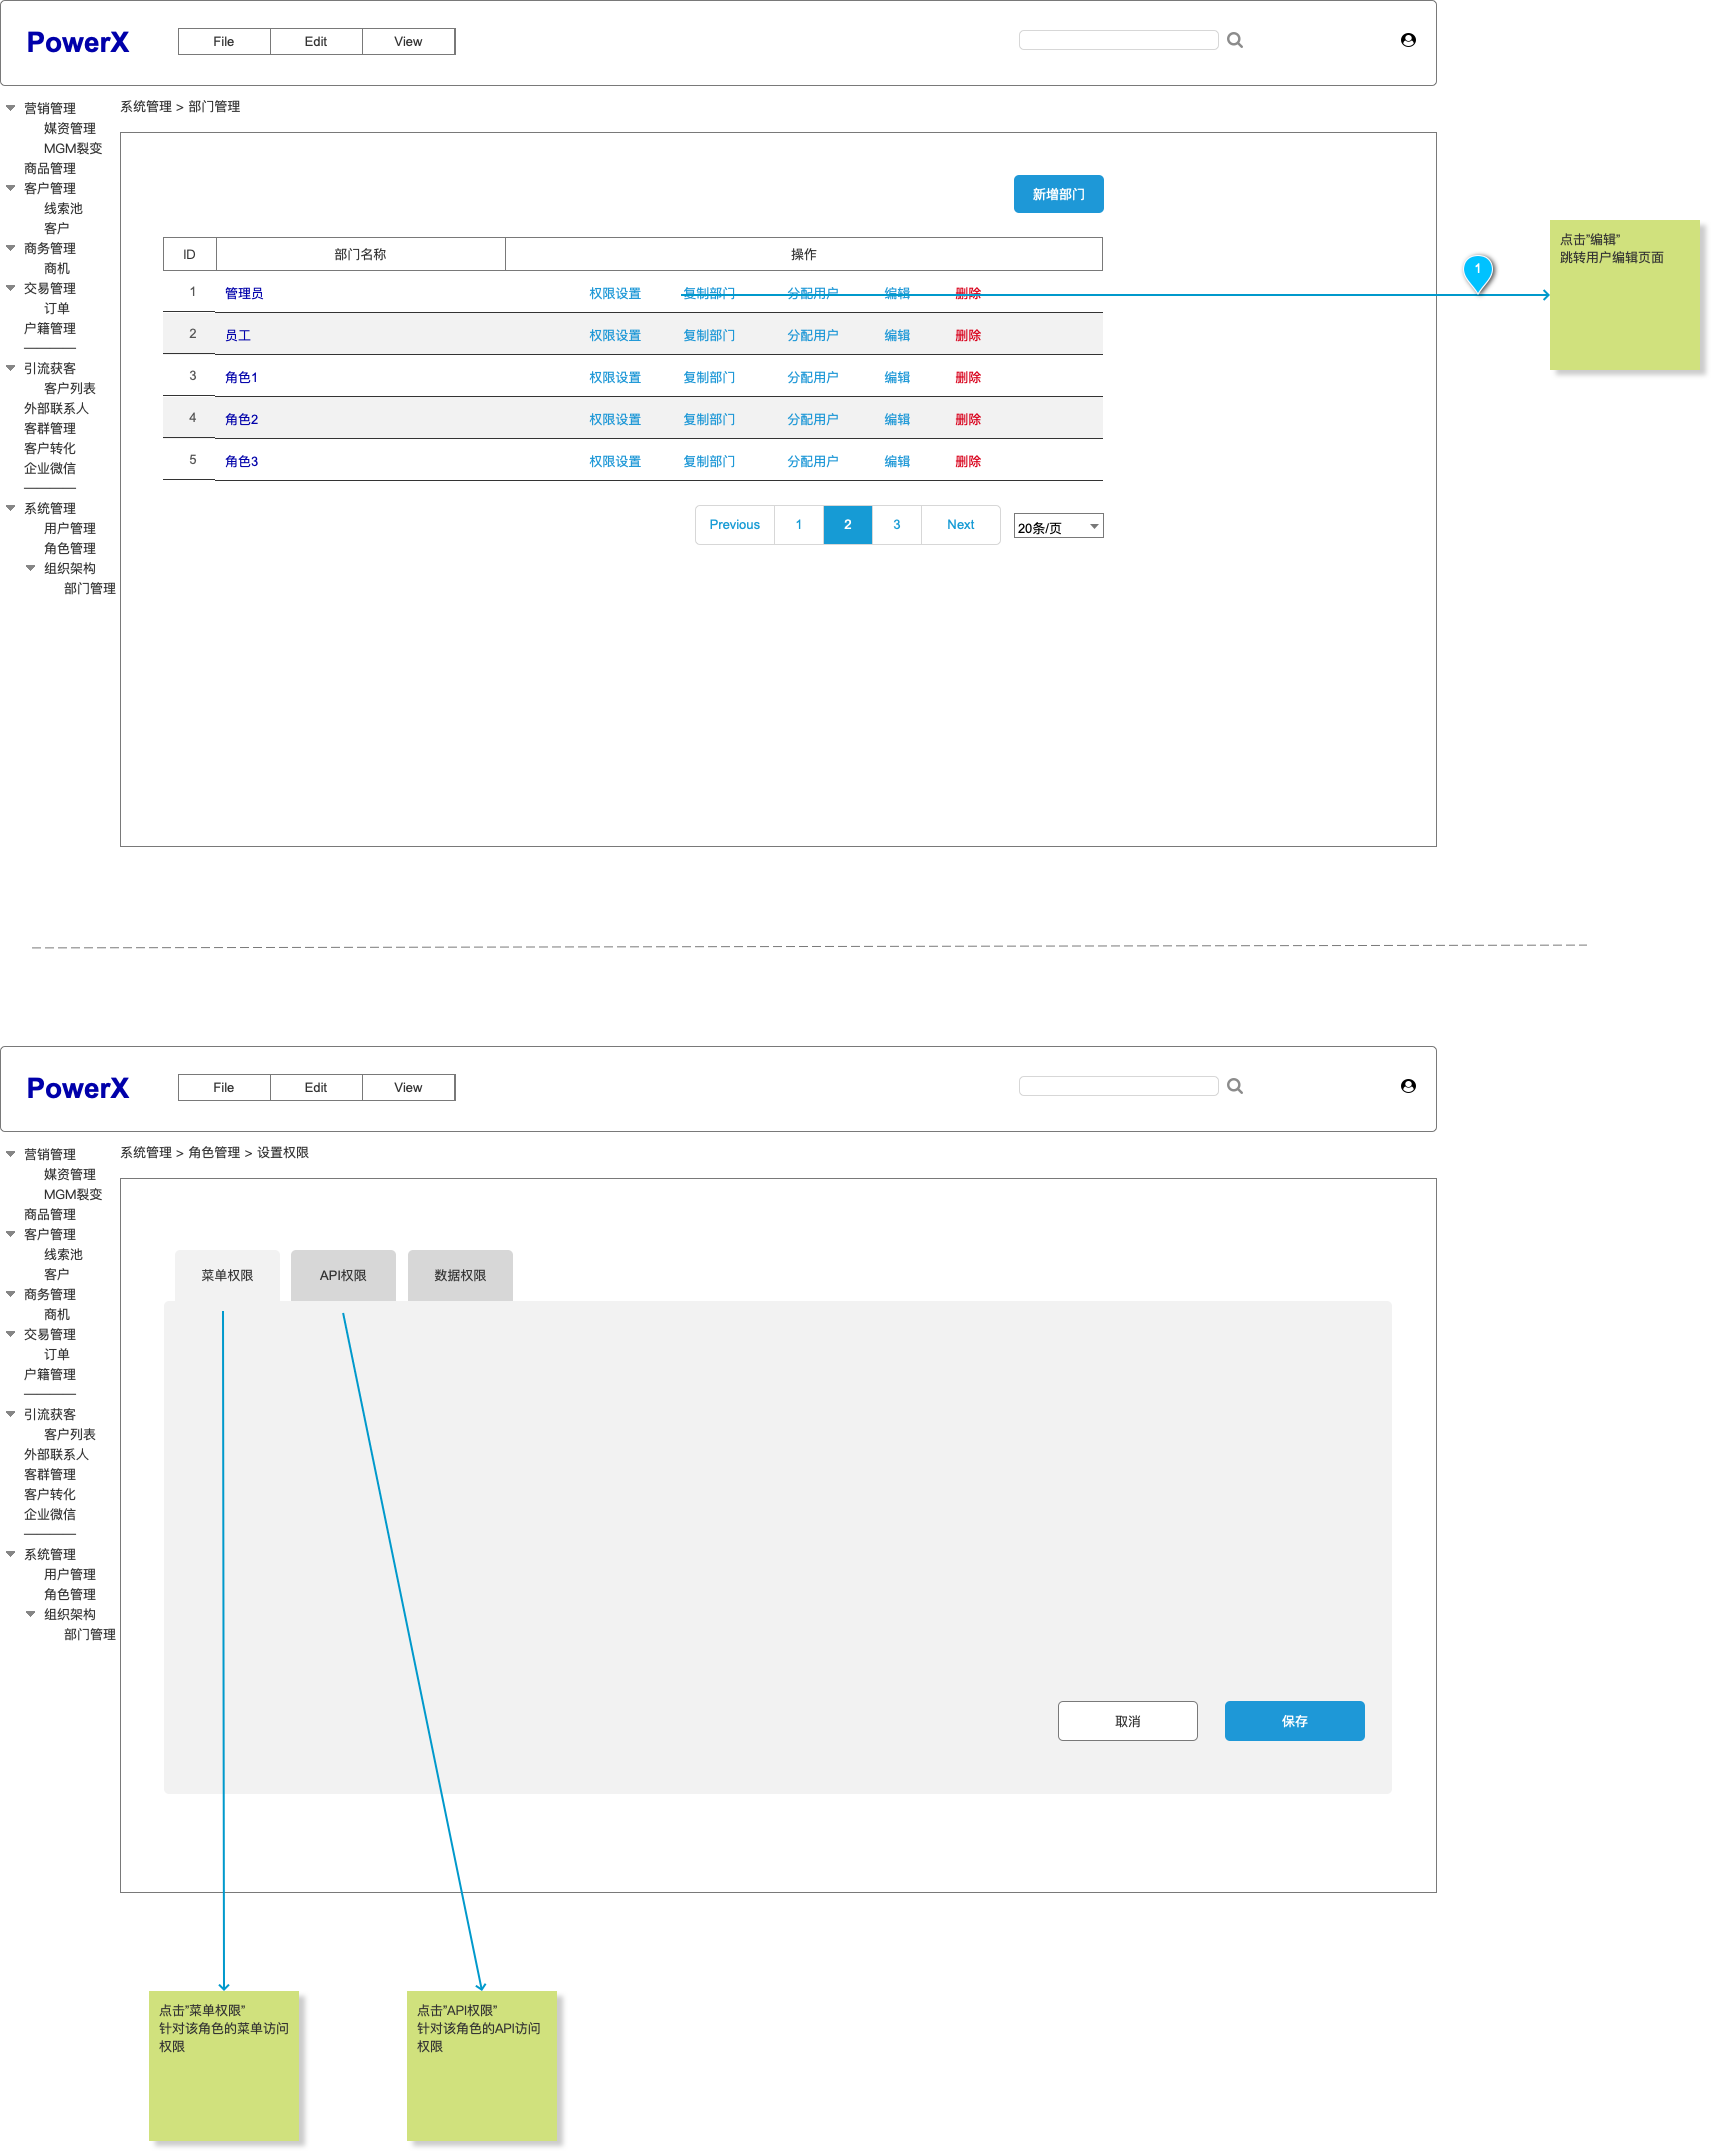 PowerX
File Edit View
系统管理 > 部门管理
营销管理
媒资管理
MGM裂变
商品管理
客户管理
线索池
客户
商务管理
商机
交易管理
订单
户籍管理
引流获客
客户列表
外部联系人
客群管理
客户转化
企业微信
系统管理
用户管理
角色管理
组织架构
部门管理
新增部门
ID 部门名称 操作
1 管理员 权限设置 复制部门 分配用户 编辑 删除
2 员工 权限设置 复制部门 分配用户 编辑 删除
3 角色1 权限设置 复制部门 分配用户 编辑 删除
4 角色2 权限设置 复制部门 分配用户 编辑 删除
5 角色3 权限设置 复制部门 分配用户 编辑 删除
Previous 1 2 3 Next 20条/页
1
点击”编辑”
跳转用户编辑页面
PowerX
File Edit View
系统管理 > 角色管理 > 设置权限
营销管理
媒资管理
MGM裂变
商品管理
客户管理
线索池
客户
商务管理
商机
交易管理
订单
户籍管理
引流获客
客户列表
外部联系人
客群管理
客户转化
企业微信
系统管理
用户管理
角色管理
组织架构
部门管理
菜单权限 API权限 数据权限
取消 保存
点击”菜单权限”
针对该角色的菜单访问
权限
点击”API权限”
针对该角色的API访问
权限